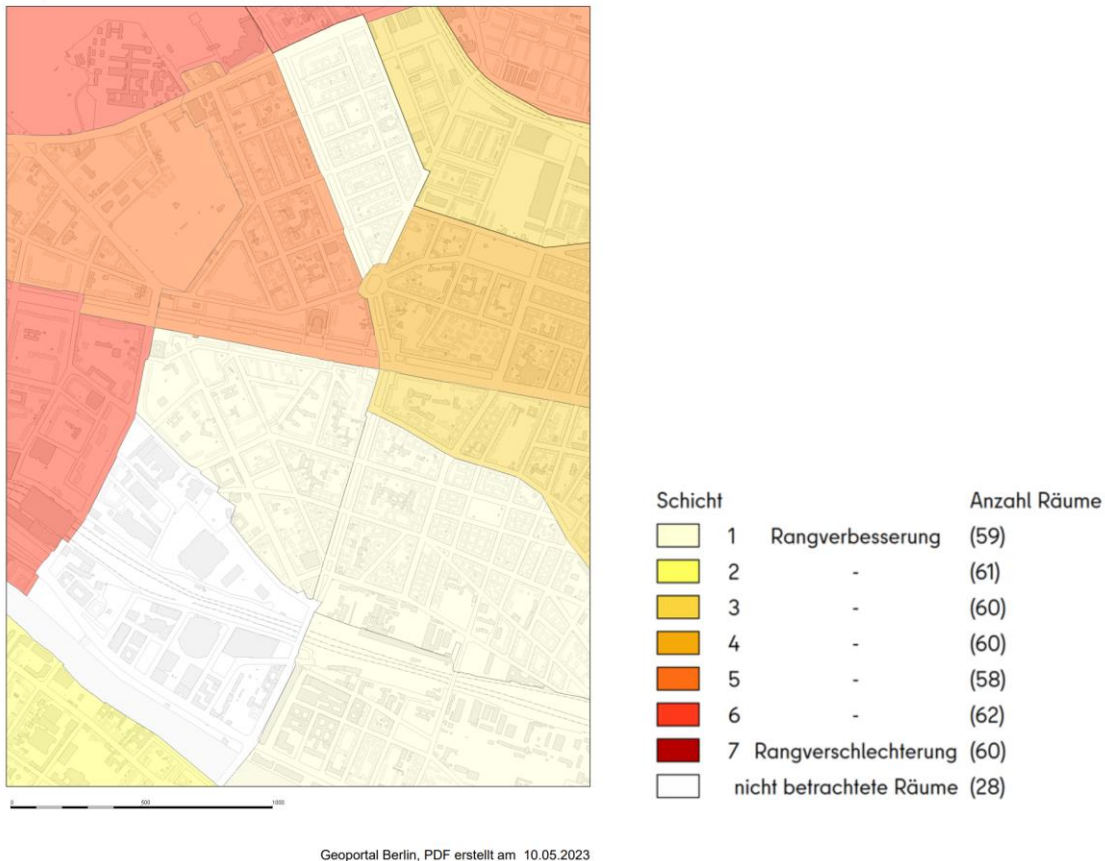 0 500 1000
Geoportal Berlin, PDF erstellt am 10.05.2023
Schicht Anzahl Räume
1 Rangverbesserung (59)
2 - (61)
3 - (60)
4 - (60)
5 - (58)
6 - (62)
7 Rangverschlechterung (60)
nicht betrachtete Räume (28)